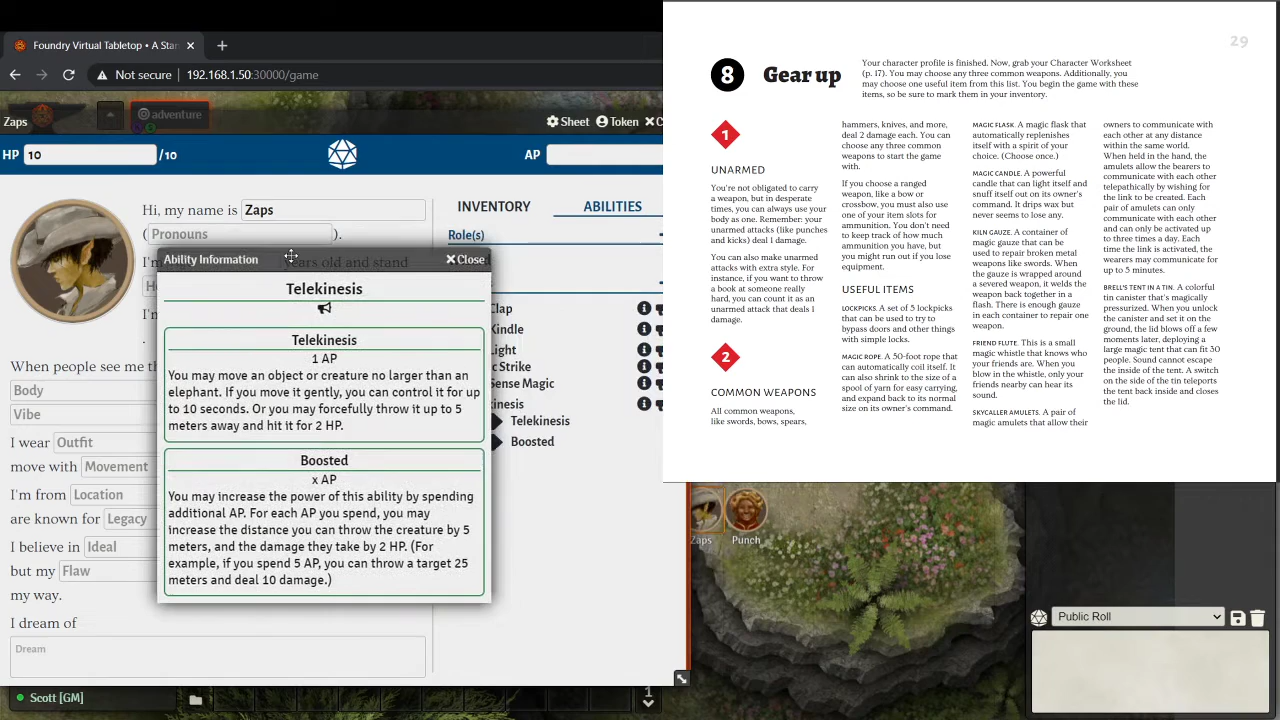 Foundry Virtual Tabletop • A Stan
192.168.50.50:30000/game
adventure
HP
10
/10
AP
Hi, my name is
Zaps
Pronouns
INVENTORY
ABILITIES
Role(s)
Ability Information
Close
Telekinesis
Telekinesis
1 AP
You may move an object larger than an
elephant. If you move it gently, you can control it for up
to 10 seconds. Or you may forcefully throw it up to 5
meters and hit it for 2 HP.
Boosted
x AP
You may increase the power of this ability by spending
additional AP. For each AP you spend, you may
increase the distance you can throw the creature by 5
meters, and the damage they take by 2 HP. (For
example, if you spend 5 AP, you can throw a target 25
meters and deal 10 damage.)
Kindle
Sense Magic
Telekinesis
Boosted
When people see me, they
Body
Vibe
I wear
Outfit
Movement
I'm from
Location
are known for
Legacy
I believe in
Ideal
but my
Flaw
my way.
I dream of
Dream
[GM]
29
8
Gear up
Your character profile is finished. Now, grab your Character Worksheet
(p. 17). You may choose any three common weapons. Additionally, you
may choose one useful item from this list. You begin the game with these
items, so be sure to mark them in your inventory.
1
UNARMED
You're not obligated to carry
a weapon, but in desperate
times, you can always use your
body as one. Remember: your
unarmed attacks (like punches
and kicks) deal 1 damage.
You can also make unarmed
attacks with extra style. For
instance, if you want to throw
a book at someone really
hard, you can count it as an
unarmed attack that deals 1
damage.
2
COMMON WEAPONS
All common weapons,
like swords, bows, spears,
hammers, knives, and more,
deal 2 damage each. You can
choose any three common
weapons to start the game
with.
If you choose a ranged
weapon, like a bow or
crossbow, you must also use
one of your item slots for
ammunition. You don't need
to keep track of how much
ammunition you have, but
you might run out if you lose
equipment.
USEFUL ITEMS
LOCKPICKS. A set of 5 lockpicks
that can be used to try to
bypass doors and other things
with simple locks.
MAGIC ROPE. A 50-foot rope that
can automatically coil itself. It
can also shrink to the size of a
spool of yarn for easy carrying,
and expand back to its normal
size on its owner's command.
MAGIC FLASK. A magic flask that
automatically replenishes
itself with a spirit of your
choice. (Choose once.)
MAGIC CANDLE. A powerful
candle that can light itself and
snuff itself out on its owner's
command. It drips wax but
never seems to lose any.
KILN GAUZE. A container of
magic gauze that can be
used to repair broken metal
weapons like swords. When
the gauze is wrapped around
a severed weapon, it welds the
weapon back together in a
flash. There is enough gauze
in each container to repair one
weapon.
FRIEND FLUTE. This is a small
magic whistle that knows who
your friends are. When you
blow in the whistle, only your
friends nearby can hear its
sound.
SKYCALLER AMULETS. A pair of
magic amulets that allow their
owners to communicate with
each other at any distance
within the same world.
When held in the hand, the
amulets allow the bearers to
communicate with each other
telepathically by wishing for
the link to be created. Each
pair of amulets can only
communicate with each other
and can only be activated up
to three times a day. Each
time the link is activated, the
wearers may communicate for
up to 5 minutes.
BRELL'S TENT IN A TIN. A colorful
tin canister that's magically
pressurized. When you unlock
the canister and set it on the
ground, the lid blows off a few
moments later, deploying a
large magic tent that can fit 30
people. Sound cannot escape
the inside of the tent. A switch
on the side of the tin teleports
the tent back inside and closes
the lid.
Zaps
Punch
Public Roll
1